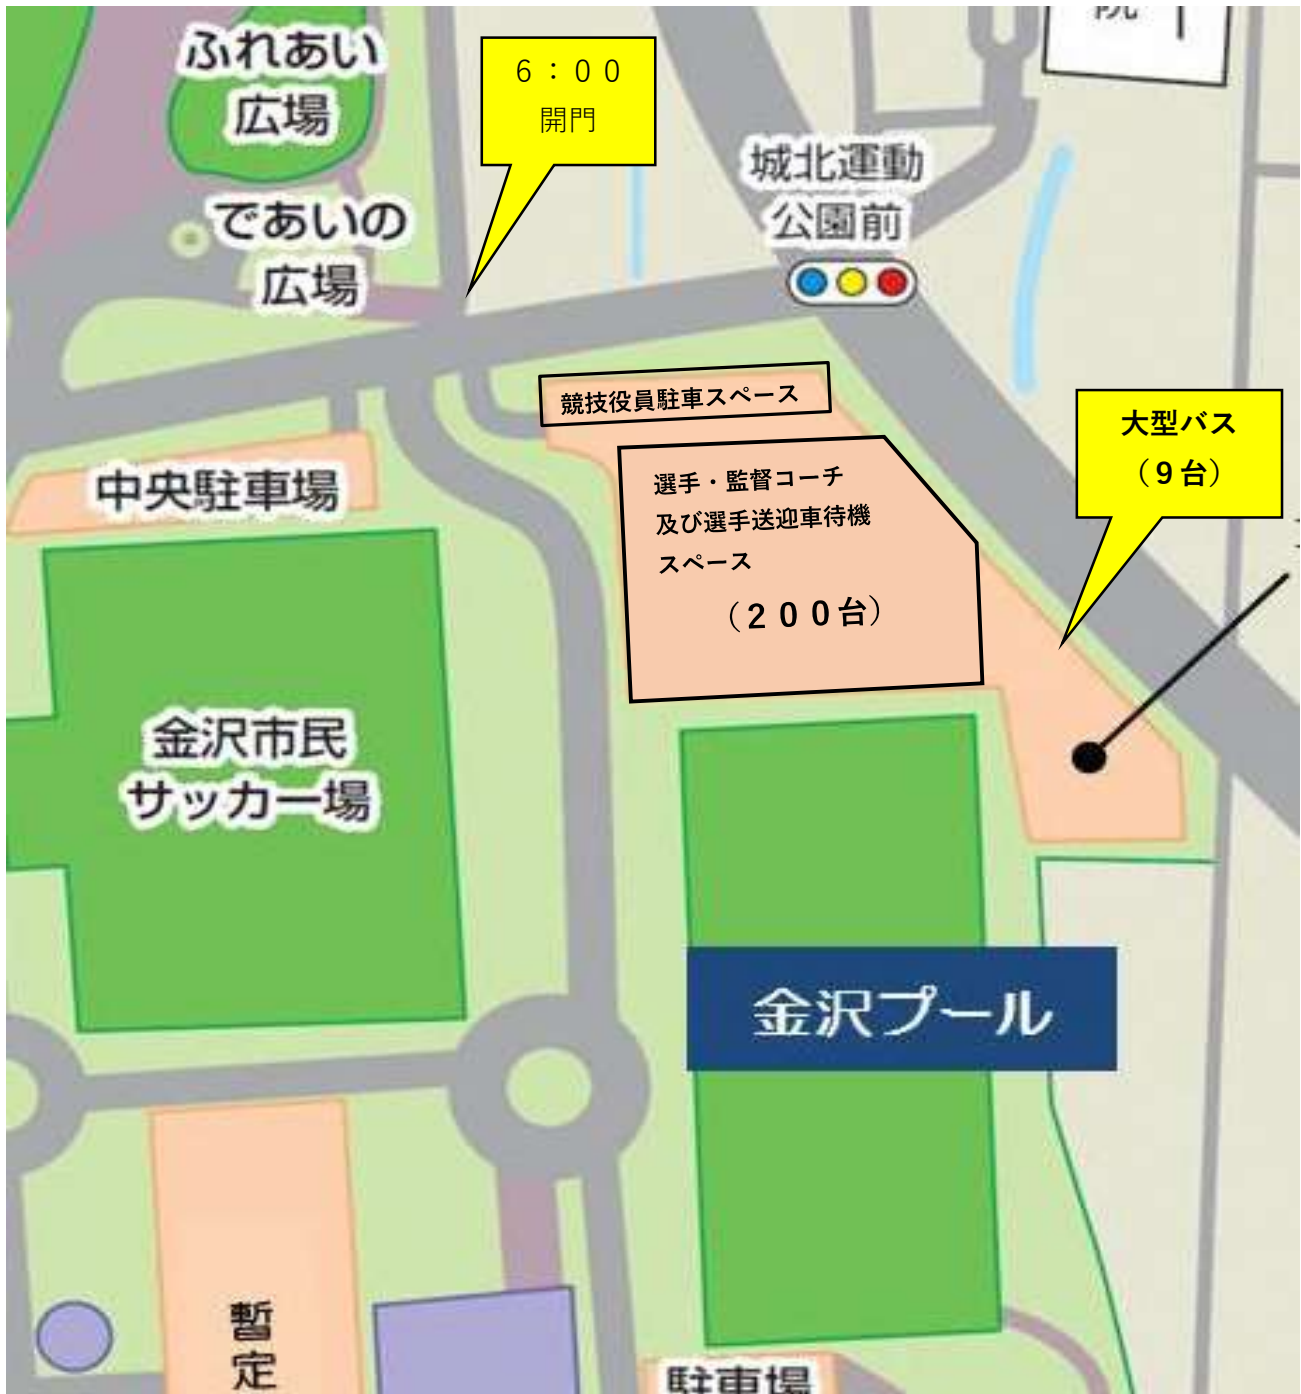 ふれあい
広場
６：００
開門
であいの
広場
城北運動
公園前
競技役員駐車スペース
大型バス
（９台）
中央駐車場
選手・監督コーチ
及び選手送迎車待機
スペース
（２００台）
金沢市民
サッカー場
金沢プール
暫
定
駐車場